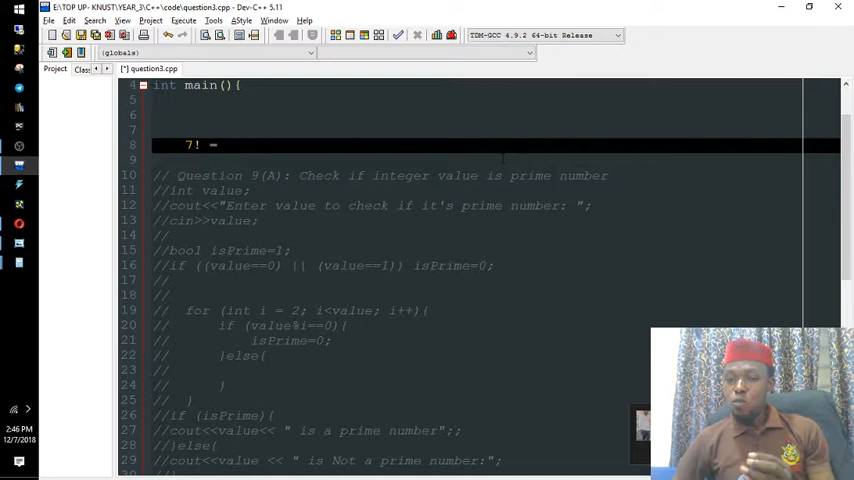 E:\TOP UP- KNUST\YEAR_3\C++\code\question3.cpp - Dev-C++ 5.11
File Edit Search View Project Execute Tools AStyle Window Help
TDM-GCC 4.9.2 64-bit Release
(globals)
Project Clas [*] question3.cpp
4 int main(){
5
6
7
8 7! =
9
10 // Question 9(A): Check if integer value is prime number
11 //int value;
12 //cout<<"Enter value to check if it's prime number: ";
13 //cin>>value;
14 //
15 //bool isPrime=1;
16 //if ((value==0) || (value==1)) isPrime=0;
17 //
18 //
19 // for (int i = 2; i<value; i++){
20 // if (value%i==0){
21 // isPrime=0;
22 // }else{
23 //
24 // }
25 // }
26 //if (isPrime){
27 //cout<<value<< " is a prime number";;
28 //}else{
29 //cout<<value << " is Not a prime number:";
30 //}
2:46 PM
12/7/2018